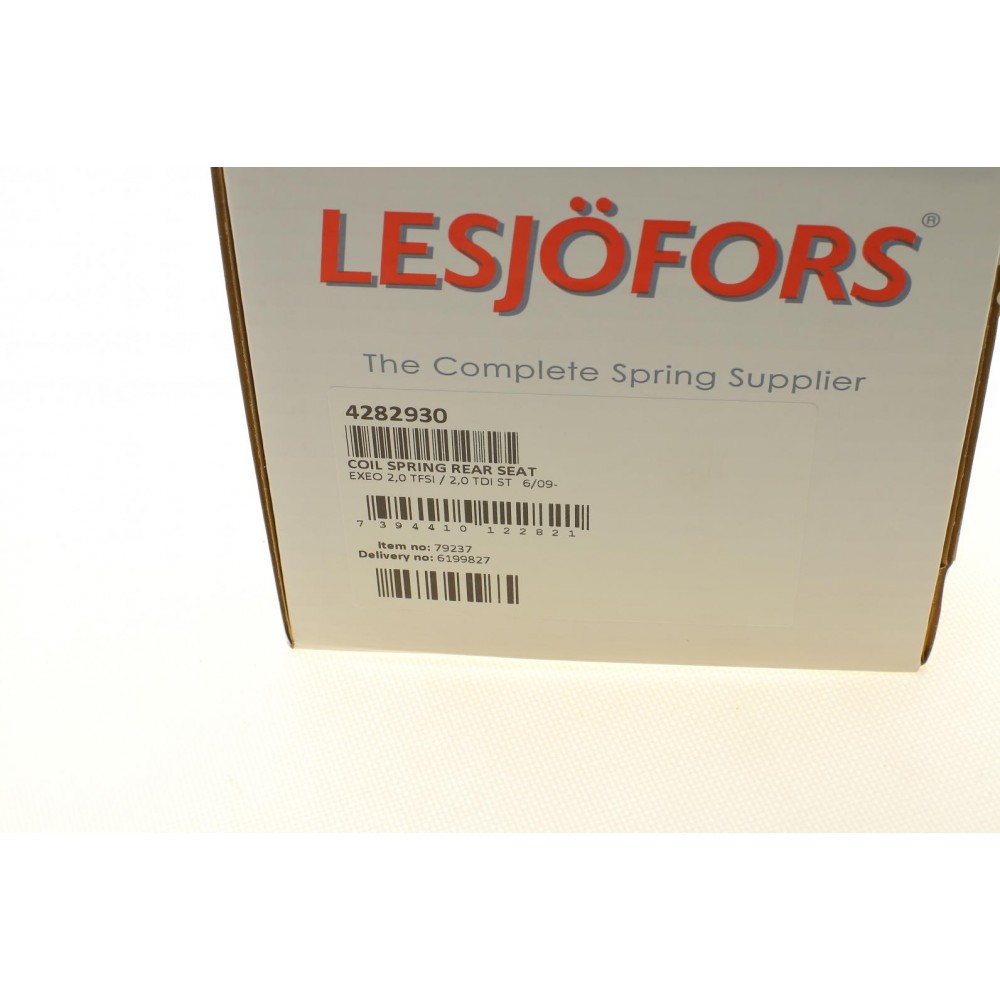 LESJÖFORS®
The Complete Spring Supplier
4282930
COIL SPRING REAR SEAT
EXEO 2,0 TFSI / 2,0 TDI ST 6/09-
7 394410 122821
Item no: 79237
Delivery no: 6199827